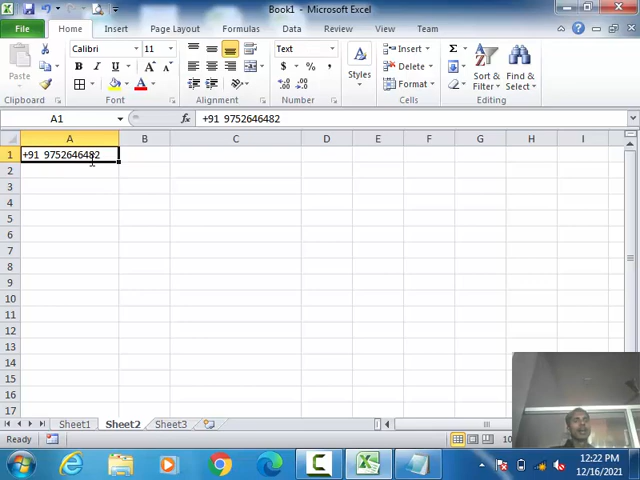 Book1 - Microsoft Excel
File Home Insert Page Layout Formulas Data Review View Team
Paste
Calibri 11
B I U A A A
Text
$ % ,
Styles
Insert
Delete
Format
Σ
Sort & Filter
Find & Select
Clipboard Font Alignment Number Cells Editing
A1 fx +91 9752646482
A B C D E F G H I
1 +91 9752646482
2
3
4
5
6
7
8
9
10
11
12
13
14
15
16
17
Sheet1 Sheet2 Sheet3
Ready 10
12:22 PM
12/16/2021